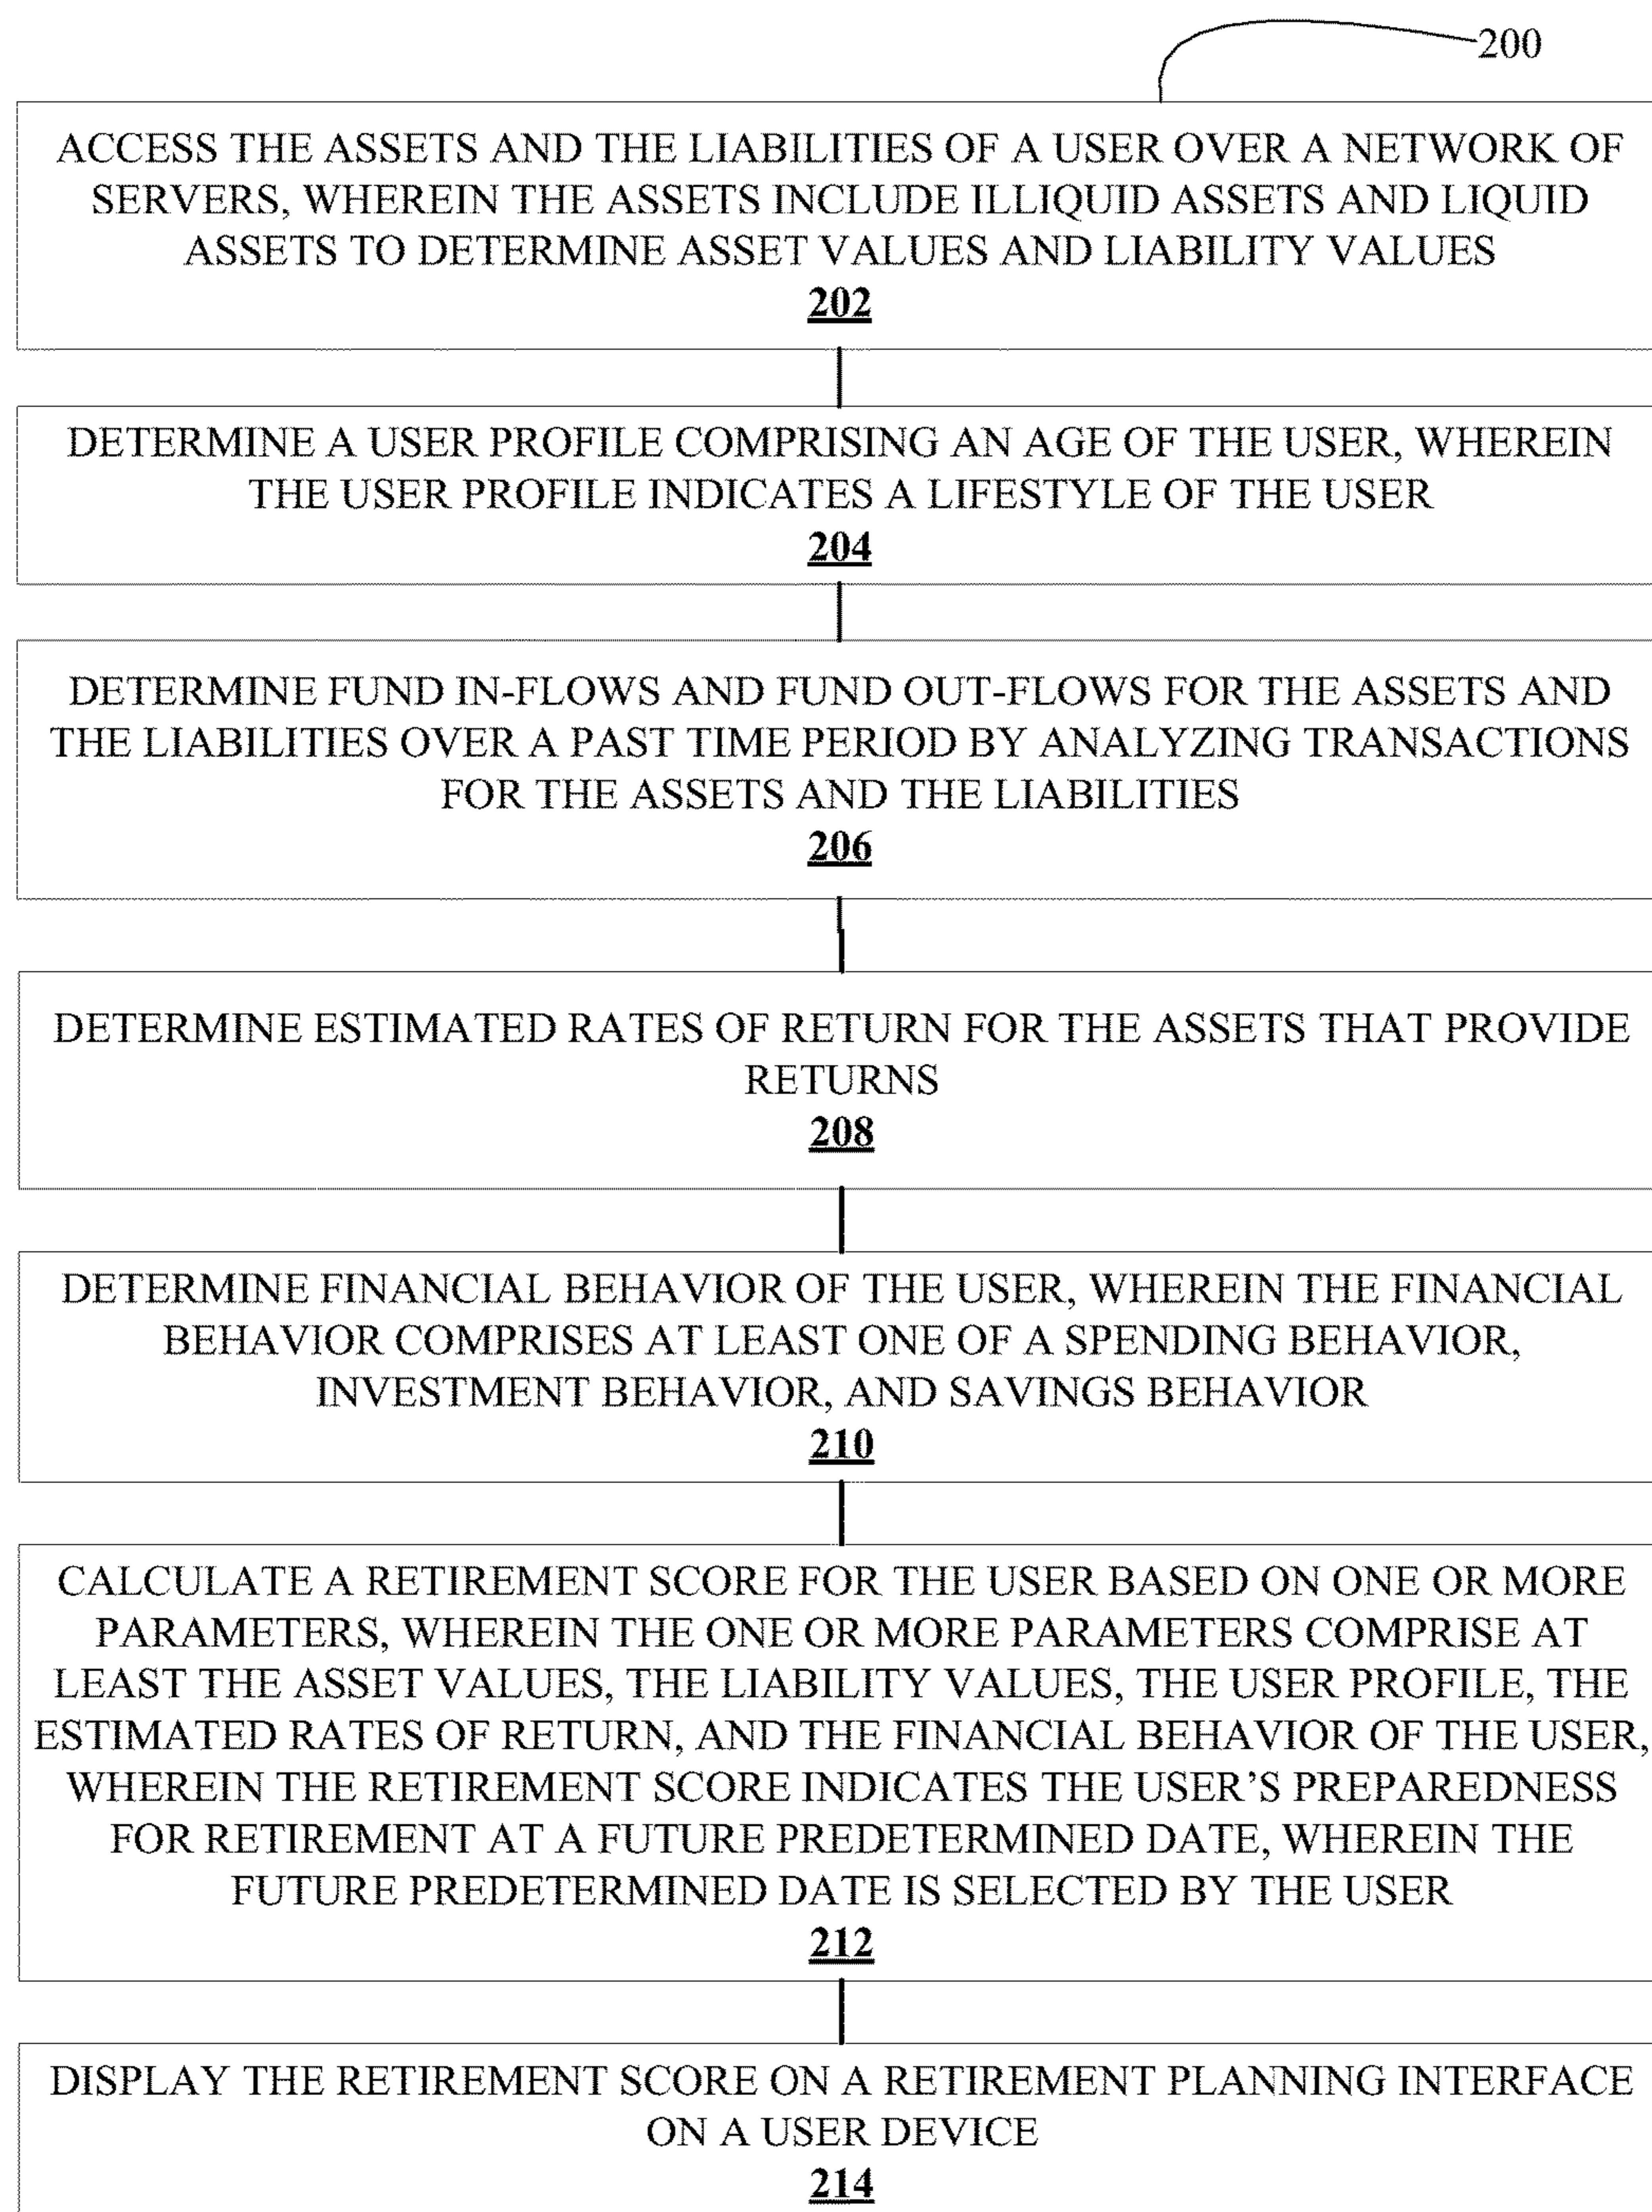 200
ACCESS THE ASSETS AND THE LIABILITIES OF A USER OVER A NETWORK OF
SERVERS, WHEREIN THE ASSETS INCLUDE ILLIQUID ASSETS AND LIQUID
ASSETS TO DETERMINE ASSET VALUES AND LIABILITY VALUES
202
DETERMINE A USER PROFILE COMPRISING AN AGE OF THE USER, WHEREIN
THE USER PROFILE INDICATES A LIFESTYLE OF THE USER
204
DETERMINE FUND IN-FLOWS AND FUND OUT-FLOWS FOR THE ASSETS AND
THE LIABILITIES OVER A PAST TIME PERIOD BY ANALYZING TRANSACTIONS
FOR THE ASSETS AND THE LIABILITIES
206
DETERMINE ESTIMATED RATES OF RETURN FOR THE ASSETS THAT PROVIDE
RETURNS
208
DETERMINE FINANCIAL BEHAVIOR OF THE USER, WHEREIN THE FINANCIAL
BEHAVIOR COMPRISES AT LEAST ONE OF A SPENDING BEHAVIOR,
INVESTMENT BEHAVIOR, AND SAVINGS BEHAVIOR
210
CALCULATE A RETIREMENT SCORE FOR THE USER BASED ON ONE OR MORE
PARAMETERS, WHEREIN THE ONE OR MORE PARAMETERS COMPRISE AT
LEAST THE ASSET VALUES, THE LIABILITY VALUES, THE USER PROFILE, THE
ESTIMATED RATES OF RETURN, AND THE FINANCIAL BEHAVIOR OF THE USER,
WHEREIN THE RETIREMENT SCORE INDICATES THE USER’S PREPAREDNESS
FOR RETIREMENT AT A FUTURE PREDETERMINED DATE, WHEREIN THE
FUTURE PREDETERMINED DATE IS SELECTED BY THE USER
212
DISPLAY THE RETIREMENT SCORE ON A RETIREMENT PLANNING INTERFACE
ON A USER DEVICE
214